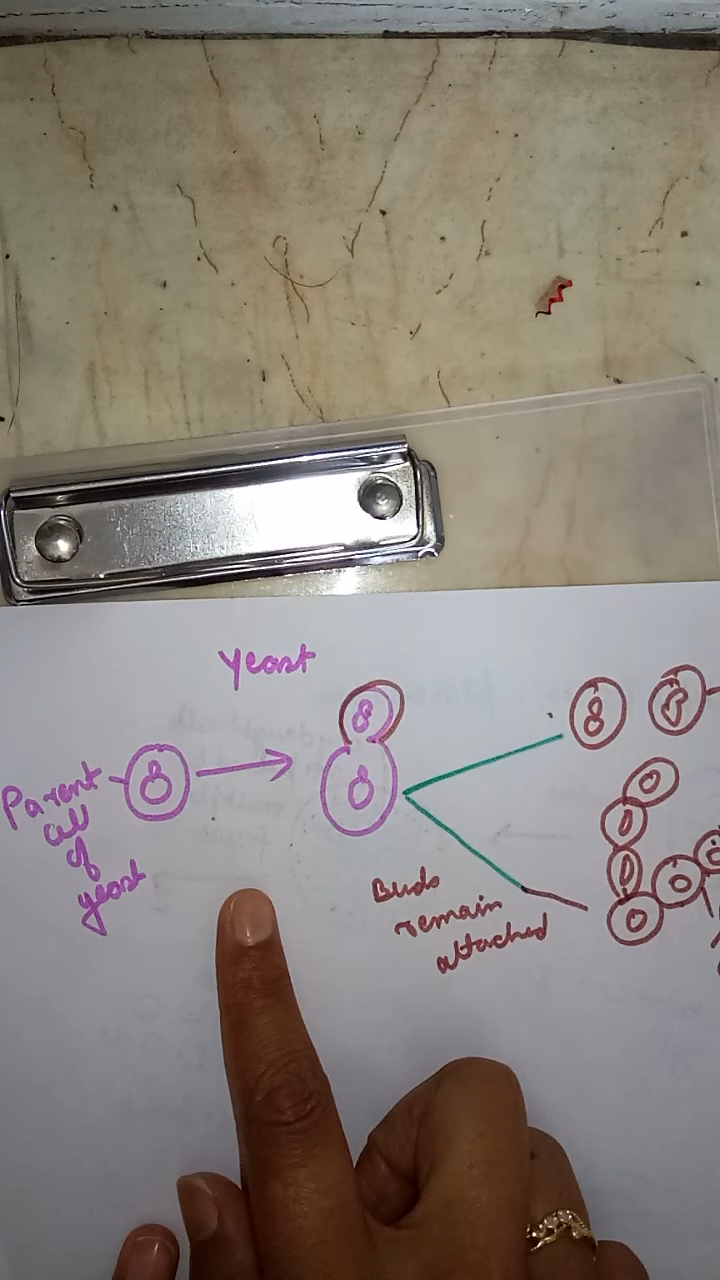 Yeast
Parent
cell
of
yeast
Buds
remain
attached